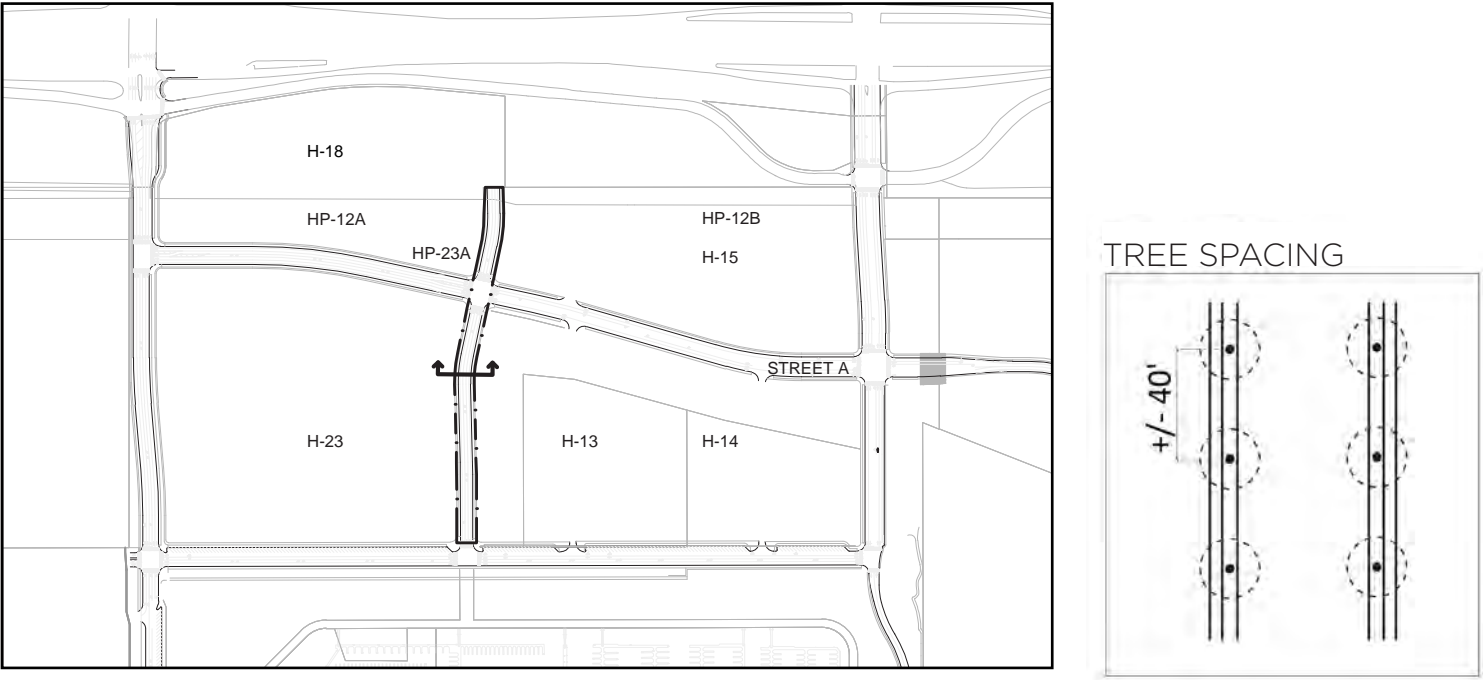 H-18
HP-12A
HP-12B
HP-23A
H-15
STREET A
H-23
H-13
H-14
TREE SPACING
+/- 40'